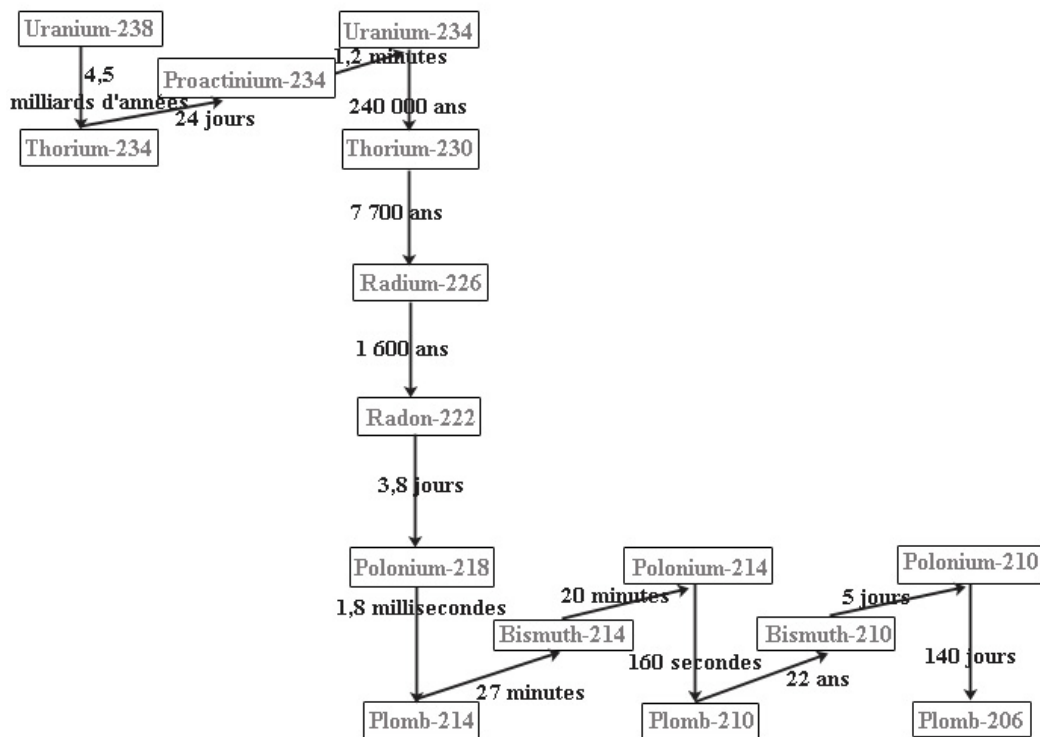 Uranium-238
Uranium-234
1,2 minutes
4,5
milliards d'années
Proactinium-234
24 jours
240 000 ans
Thorium-234
Thorium-230
7 700 ans
Radium-226
1 600 ans
Radon-222
3,8 jours
Polonium-218
Polonium-214
Polonium-210
1,8 millisecondes
20 minutes
5 jours
Bismuth-214
Bismuth-210
160 secondes
140 jours
27 minutes
22 ans
Plomb-214
Plomb-210
Plomb-206